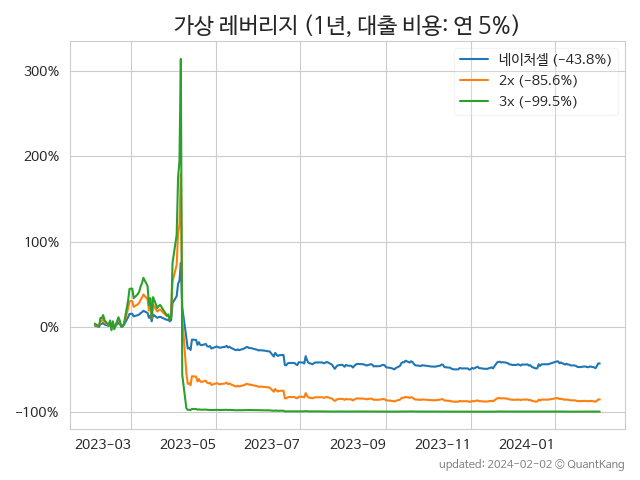 가상 레버리지 (1년, 대출 비용: 연 5%)
네이처셀 (−43.8%)
2x (−85.6%)
3x (−99.5%)
300%
200%
100%
0%
−100%
2023-03 2023-05 2023-07 2023-09 2023-11 2024-01
updated: 2024-02-02 © QuantKang